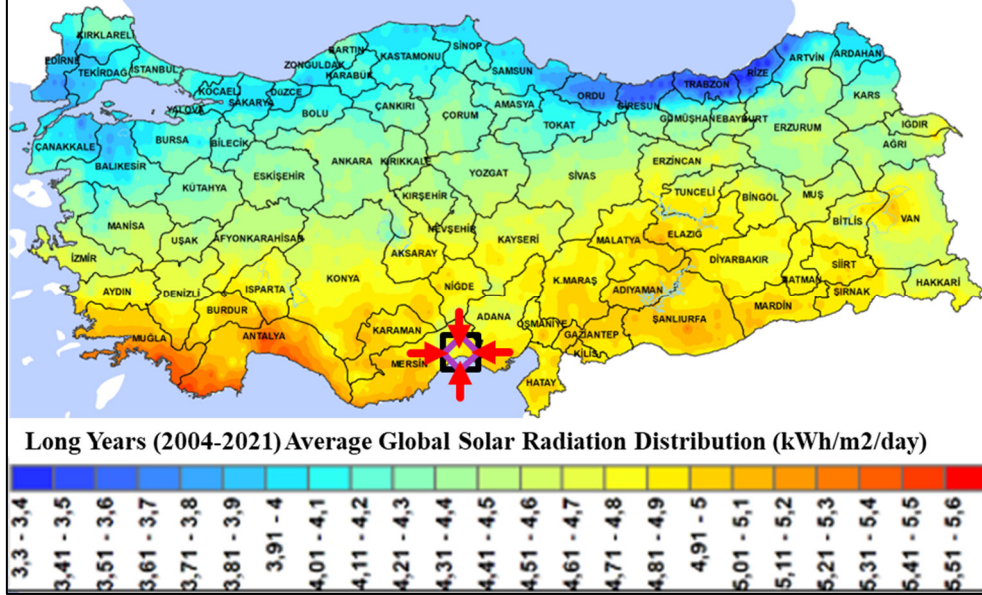 KIRKLARELİ
EDİRNE
TEKİRDAĞ
İSTANBUL
KOCAELİ
YALOVA
SAKARYA
DÜZCE
ZONGULDAK
BARTIN
KARABÜK
KASTAMONU
SİNOP
SAMSUN
ORDU
GİRESUN
TRABZON
RİZE
ARTVİN
ARDAHAN
KARS
ÇANAKKALE
BALIKESİR
BURSA
BİLECİK
BOLU
ÇANKIRI
ÇORUM
AMASYA
TOKAT
GÜMÜŞHANE
BAYBURT
ERZURUM
IĞDIR
AĞRI
KÜTAHYA
ESKİŞEHİR
ANKARA
KIRIKKALE
YOZGAT
SİVAS
ERZİNCAN
KIRŞEHİR
TUNCELİ
BİNGÖL
MUŞ
MANİSA
UŞAK
AFYONKARAHİSAR
NEVŞEHİR
AKSARAY
KAYSERİ
MALATYA
ELAZIĞ
BİTLİS
VAN
İZMİR
AYDIN
DENİZLİ
ISPARTA
BURDUR
KONYA
NİĞDE
K.MARAŞ
ADIYAMAN
DİYARBAKIR
BATMAN
SİİRT
ŞIRNAK
HAKKARİ
MUĞLA
ANTALYA
KARAMAN
MERSİN
ADANA
OSMANİYE
GAZİANTEP
KİLİS
ŞANLIURFA
MARDİN
HATAY
Long Years (2004-2021) Average Global Solar Radiation Distribution (kWh/m2/day)
3,3 - 3,4
3,41 - 3,5
3,51 - 3,6
3,61 - 3,7
3,71 - 3,8
3,81 - 3,9
3,91 - 4
4,01 - 4,1
4,11 - 4,2
4,21 - 4,3
4,31 - 4,4
4,41 - 4,5
4,51 - 4,6
4,61 - 4,7
4,71 - 4,8
4,81 - 4,9
4,91 - 5
5,01 - 5,1
5,11 - 5,2
5,21 - 5,3
5,31 - 5,4
5,41 - 5,5
5,51 - 5,6